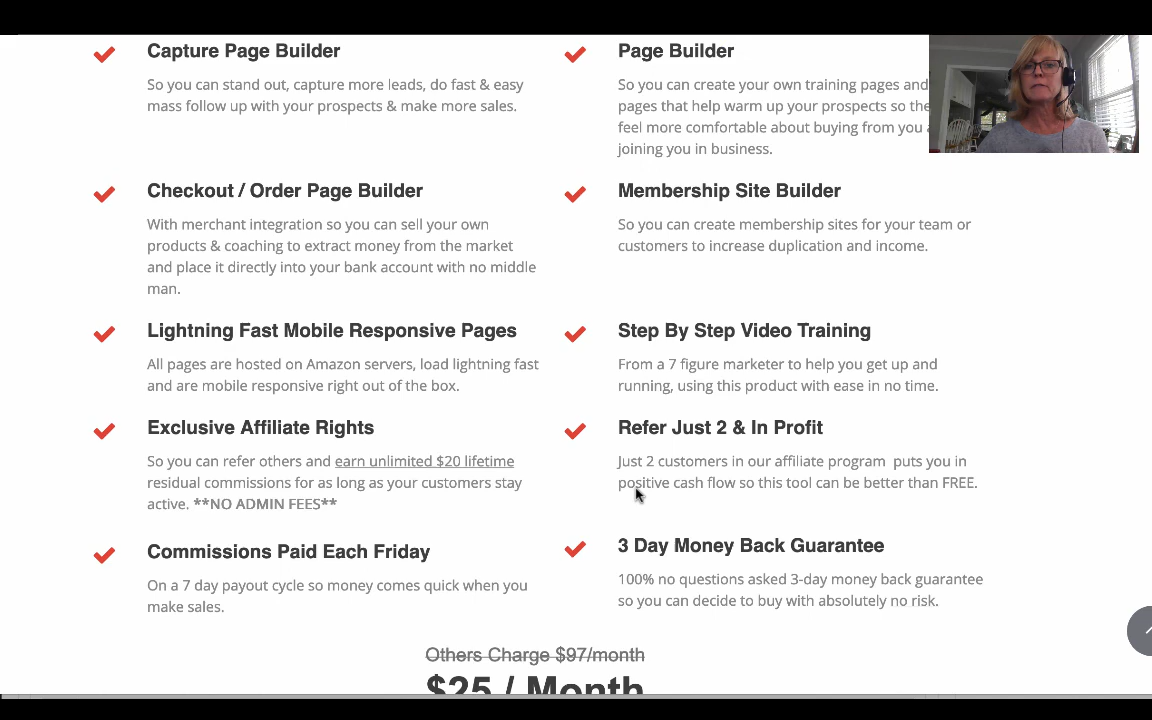 Capture Page Builder
So you can stand out, capture more leads, do fast & easy
mass follow up with your prospects & make more sales.
Page Builder
So you can create your own training pages and
pages that help warm up your prospects so the
feel more comfortable about buying from you
joining you in business.
Checkout / Order Page Builder
With merchant integration so you can sell your own
products & coaching to extract money from the market
and place it directly into your bank account with no middle
man.
Membership Site Builder
So you can create membership sites for your team or
customers to increase duplication and income.
Lightning Fast Mobile Responsive Pages
All pages are hosted on Amazon servers, load lightning fast
and are mobile responsive right out of the box.
Step By Step Video Training
From a 7 figure marketer to help you get up and
running, using this product with ease in no time.
Exclusive Affiliate Rights
So you can refer others and earn unlimited $20 lifetime
residual commissions for as long as your customers stay
active. **NO ADMIN FEES**
Refer Just 2 & In Profit
Just 2 customers in our affiliate program puts you in
positive cash flow so this tool can be better than FREE.
Commissions Paid Each Friday
On a 7 day payout cycle so money comes quick when you
make sales.
3 Day Money Back Guarantee
100% no questions asked 3-day money back guarantee
so you can decide to buy with absolutely no risk.
Others Charge $97/month
$25 / Month